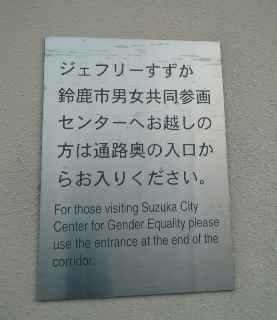 ジェフリーすずか
鈴鹿市男女共同参画
センターへお越しの
方は通路奥の入口か
らお入りください。
For those visiting Suzuka City
Center for Gender Equality please
use the entrance at the end of the
corridor.